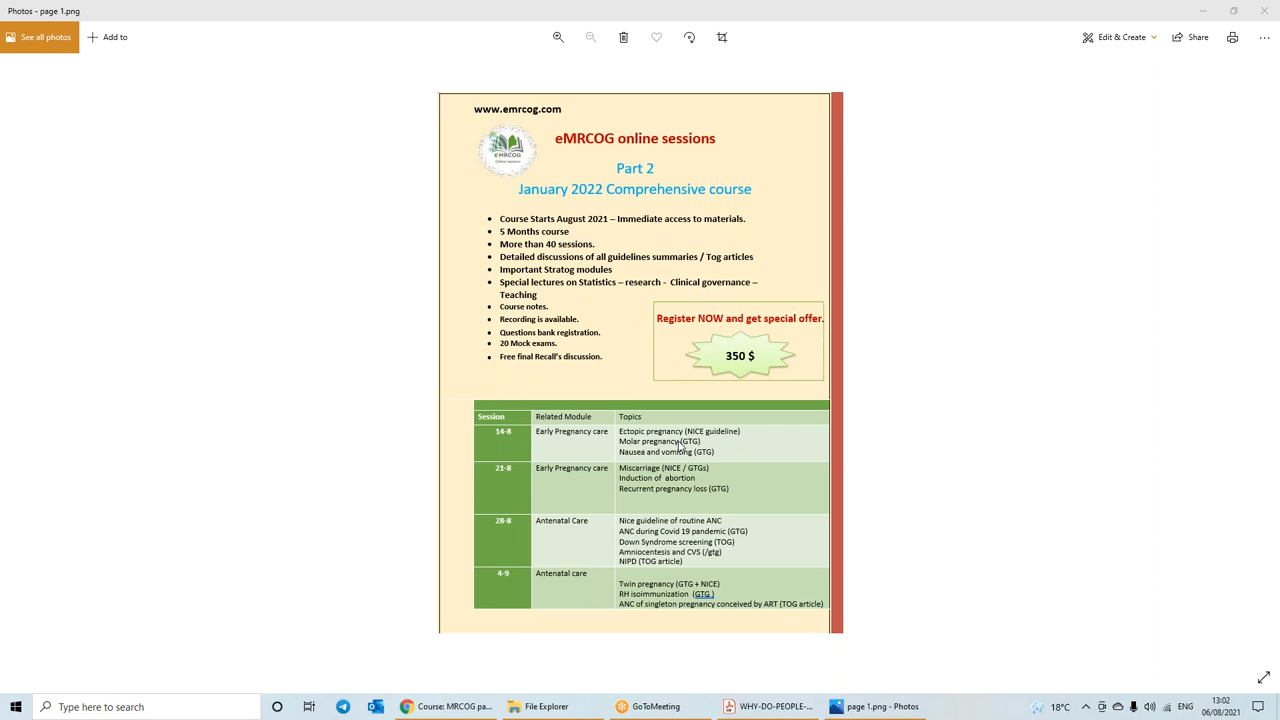 Photos - page 1.png
See all photos
Add to
Edit & Create
Share
www.emrcog.com
eMRCOG
Online sessions
eMRCOG online sessions
Part 2
January 2022 Comprehensive course
• Course Starts August 2021 – Immediate access to materials.
• 5 Months course
• More than 40 sessions.
• Detailed discussions of all guidelines summaries / Tog articles
• Important Stratog modules
• Special lectures on Statistics – research - Clinical governance –
Teaching
• Course notes.
• Recording is available.
• Questions bank registration.
• 20 Mock exams.
• Free final Recall's discussion.
Register NOW and get special offer.
350 $
Session Related Module Topics
14-8 Early Pregnancy care Ectopic pregnancy (NICE guideline)
Molar pregnancy (GTG)
Nausea and vomiting (GTG)
21-8 Early Pregnancy care Miscarriage (NICE / GTGs)
Induction of abortion
Recurrent pregnancy loss (GTG)
28-8 Antenatal Care Nice guideline of routine ANC
ANC during Covid 19 pandemic (GTG)
Down Syndrome screening (TOG)
Amniocentesis and CVS (/gtg)
NIPD (TOG article)
4-9 Antenatal care
Twin pregnancy (GTG + NICE)
RH isoimmunization (GTG )
ANC of singleton pregnancy conceived by ART (TOG article)
Type here to search
Course: MRCOG pa...
File Explorer
GoToMeeting
WHY-DO-PEOPLE-...
page 1.png - Photos
18°C
ENG
13:02
06/08/2021